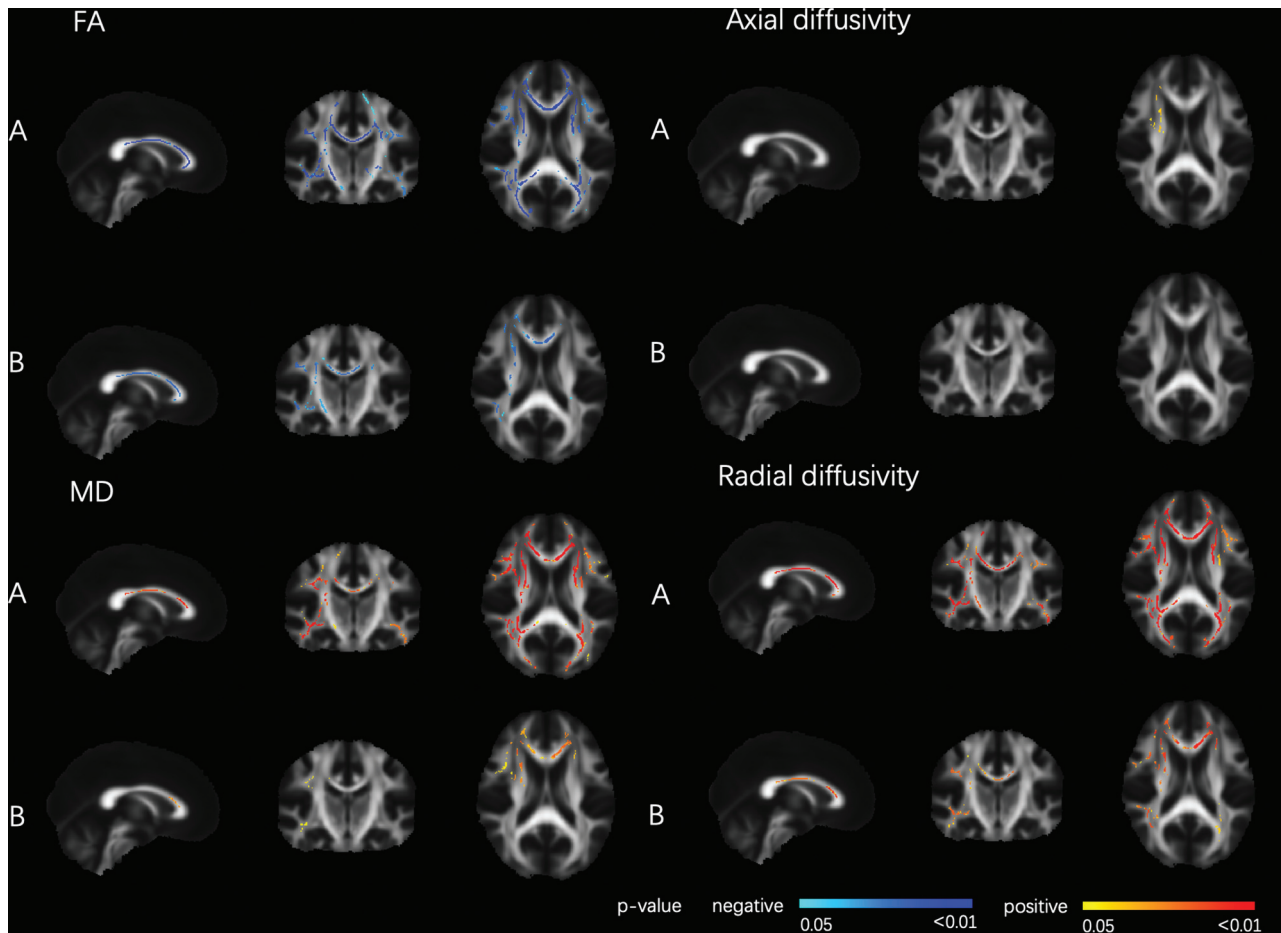 FA
A
B
MD
A
B
Axial diffusivity
A
B
Radial diffusivity
A
B
p-value negative 0.05 <0.01 positive 0.05 <0.01